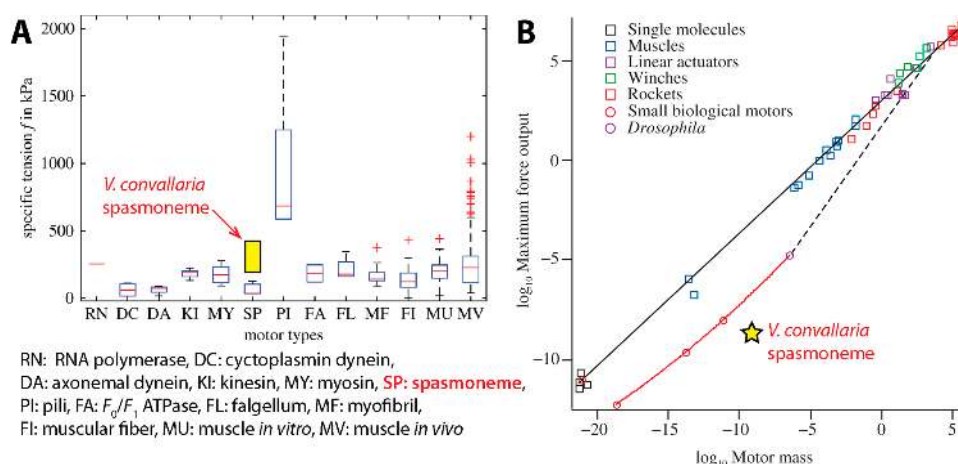 A
specific tension f in kPa
2000
1500
1000
500
0
V. convallaria
spasmoneme
RN DC DA KI MY SP PI FA FL MF FI MU MV
motor types
RN: RNA polymerase, DC: cyctoplasmin dynein,
DA: axonemal dynein, KI: kinesin, MY: myosin, SP: spasmoneme,
PI: pili, FA: F₀/F₁ ATPase, FL: falgellum, MF: myofibril,
FI: muscular fiber, MU: muscle in vitro, MV: muscle in vivo
B
log₁₀ Maximum force output
5
0
−5
−10
Single molecules
Muscles
Linear actuators
Winches
Rockets
Small biological motors
Drosophila
V. convallaria
spasmoneme
−20 −15 −10 −5 0 5
log₁₀ Motor mass